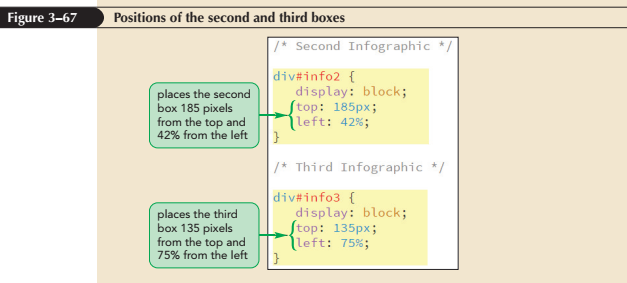 Figure 3–67 Positions of the second and third boxes
/* Second Infographic */
div#info2 {
display: block;
top: 185px;
left: 42%;
}
places the second
box 185 pixels
from the top and
42% from the left
/* Third Infographic */
div#info3 {
display: block;
top: 135px;
left: 75%;
}
places the third
box 135 pixels
from the top and
75% from the left